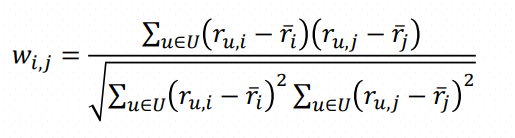 w_{i,j} = \frac{\sum_{u \in U} (r_{u,i} - \bar{r}_i)(r_{u,j} - \bar{r}_j)}{\sqrt{\sum_{u \in U} (r_{u,i} - \bar{r}_i)^2 \sum_{u \in U} (r_{u,j} - \bar{r}_j)^2}}